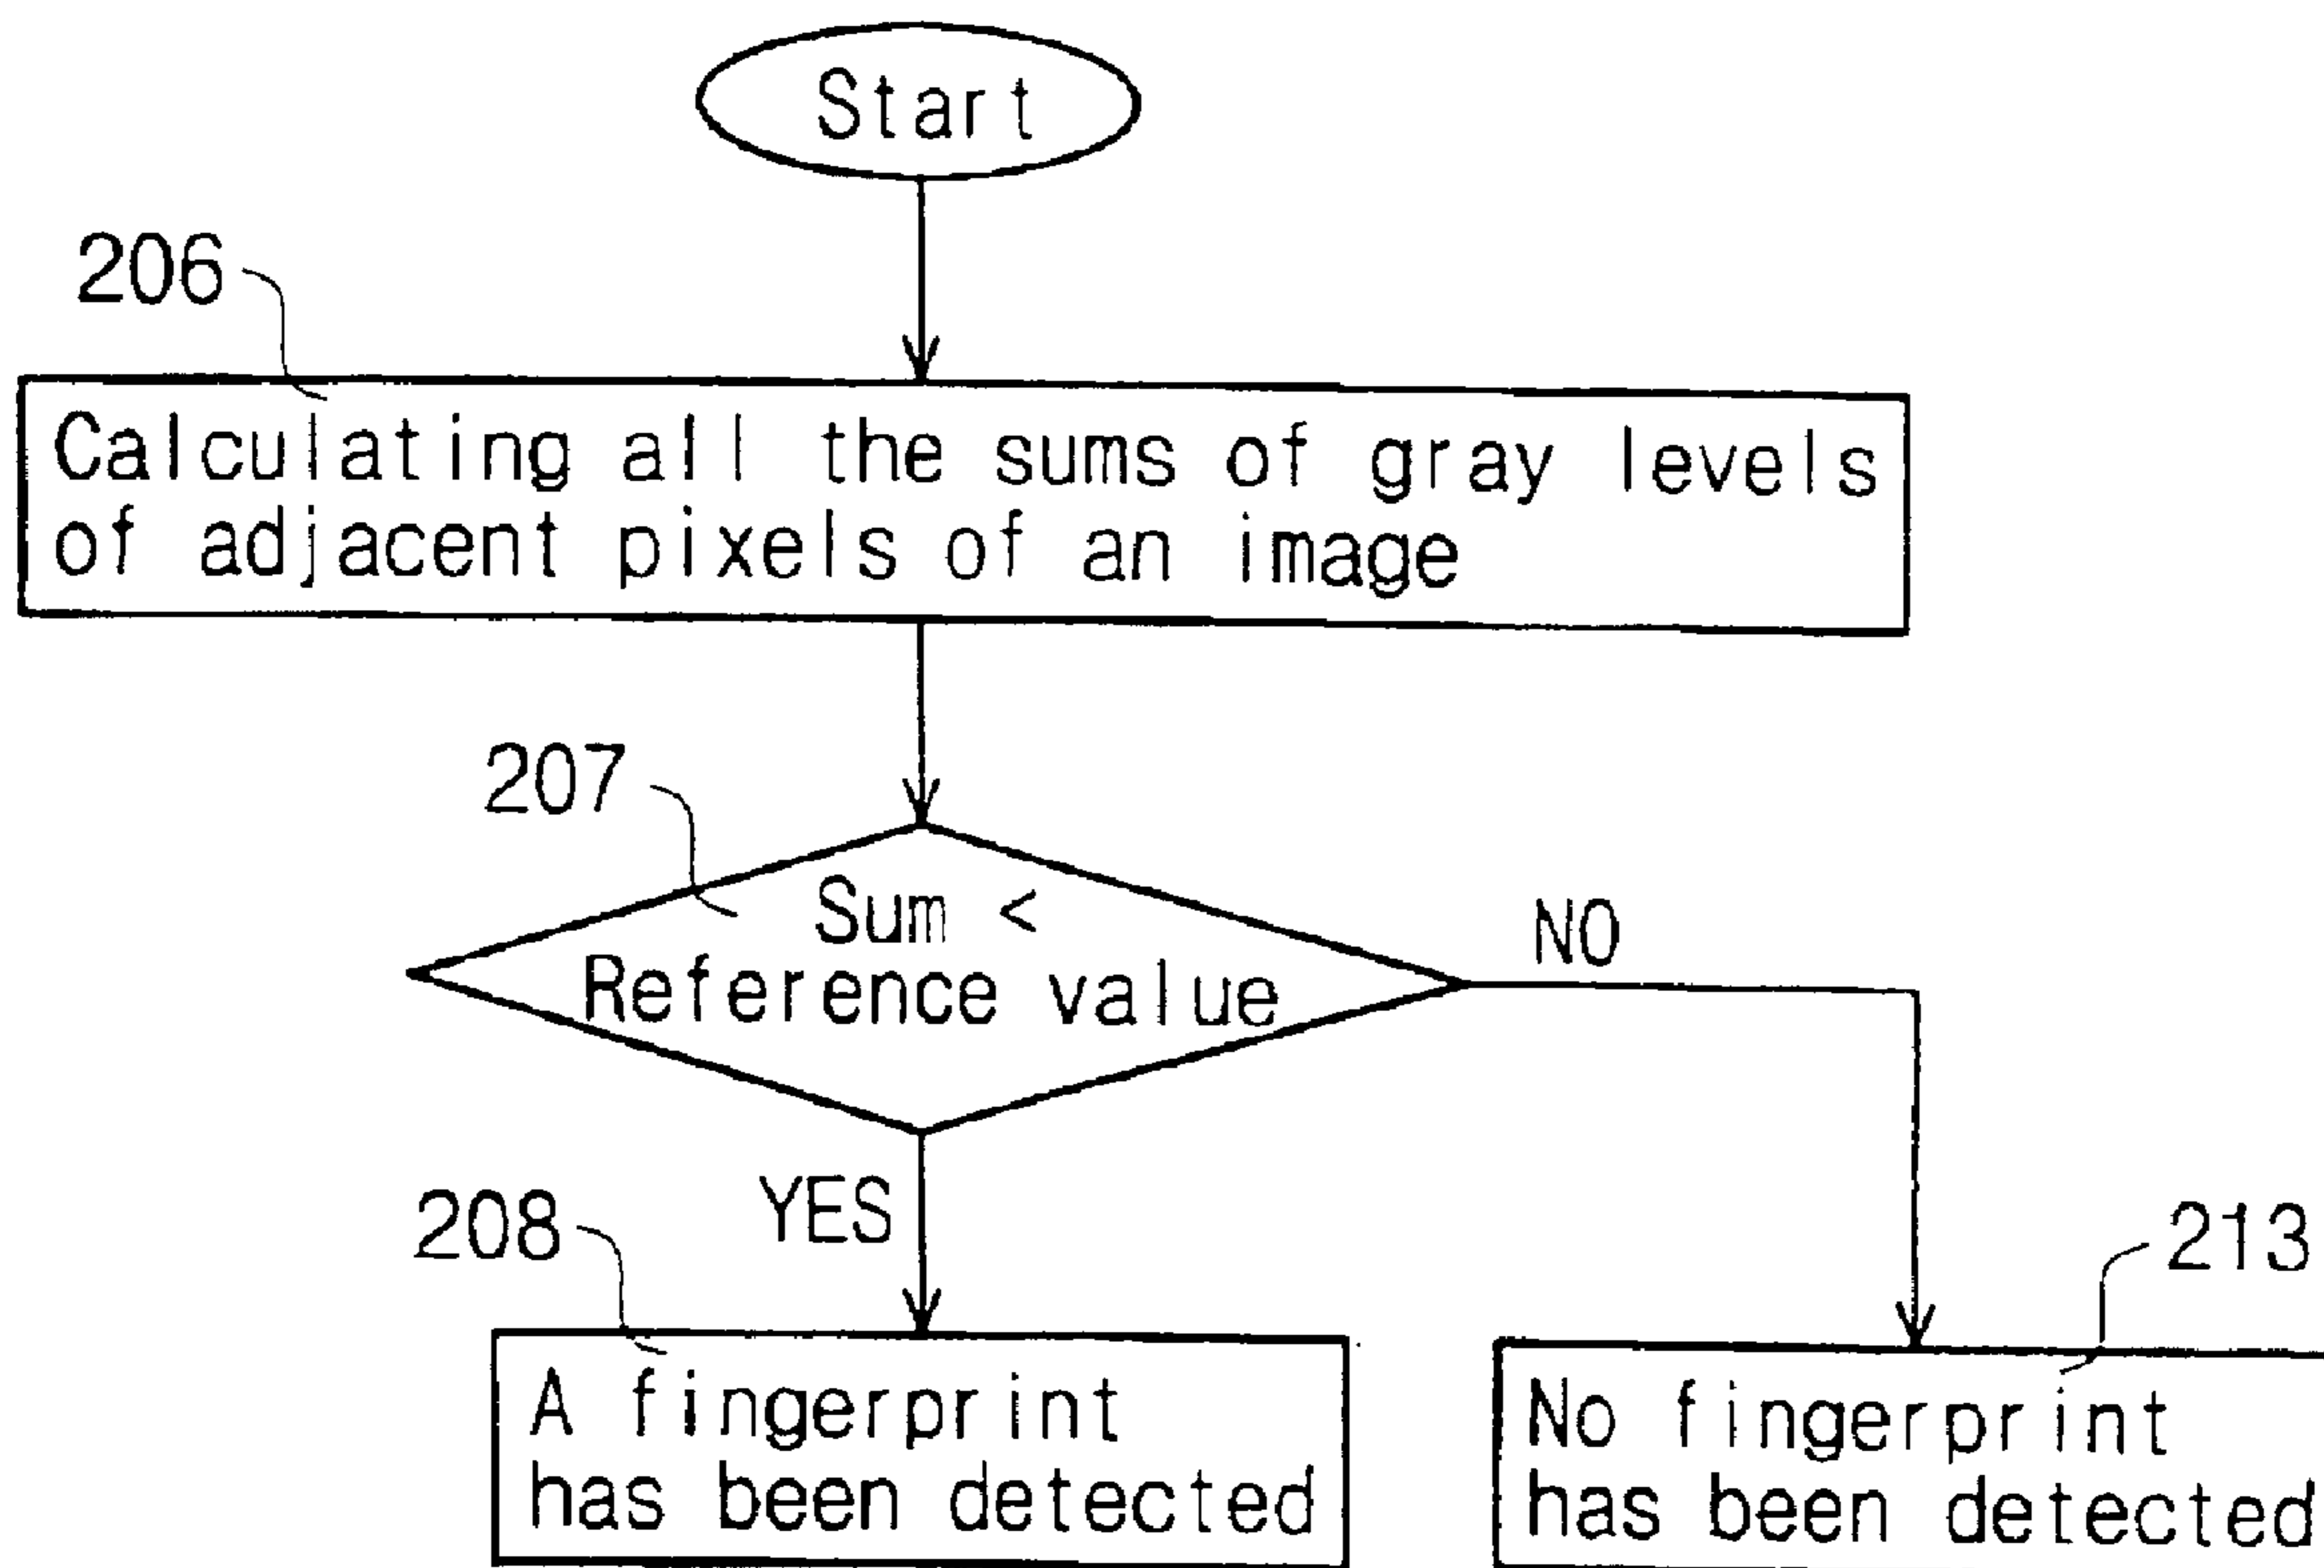 Start
206
Calculating all the sums of gray levels
of adjacent pixels of an image
207
Sum <
Reference value
NO
YES
208
213
A fingerprint
has been detected
No fingerprint
has been detected